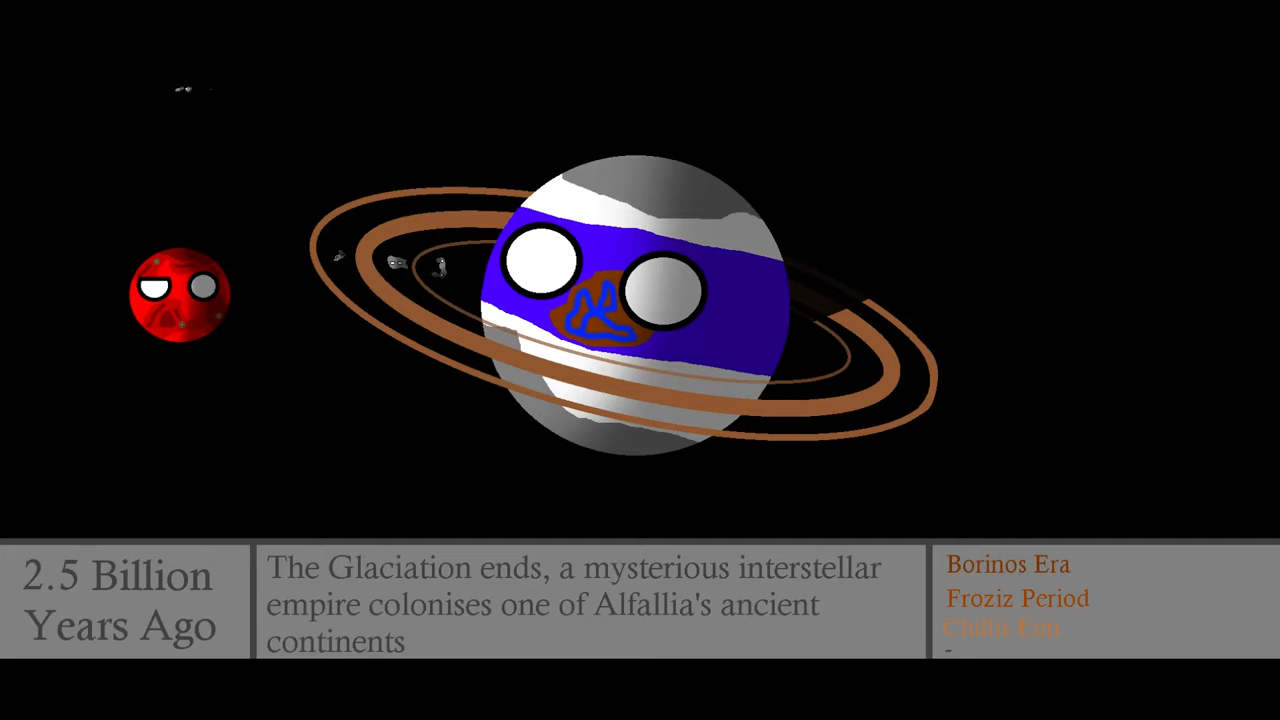 2.5 Billion
Years Ago
The Glaciation ends, a mysterious interstellar
empire colonises one of Alfallia's ancient
continents
Borinos Era
Froziz Period
-